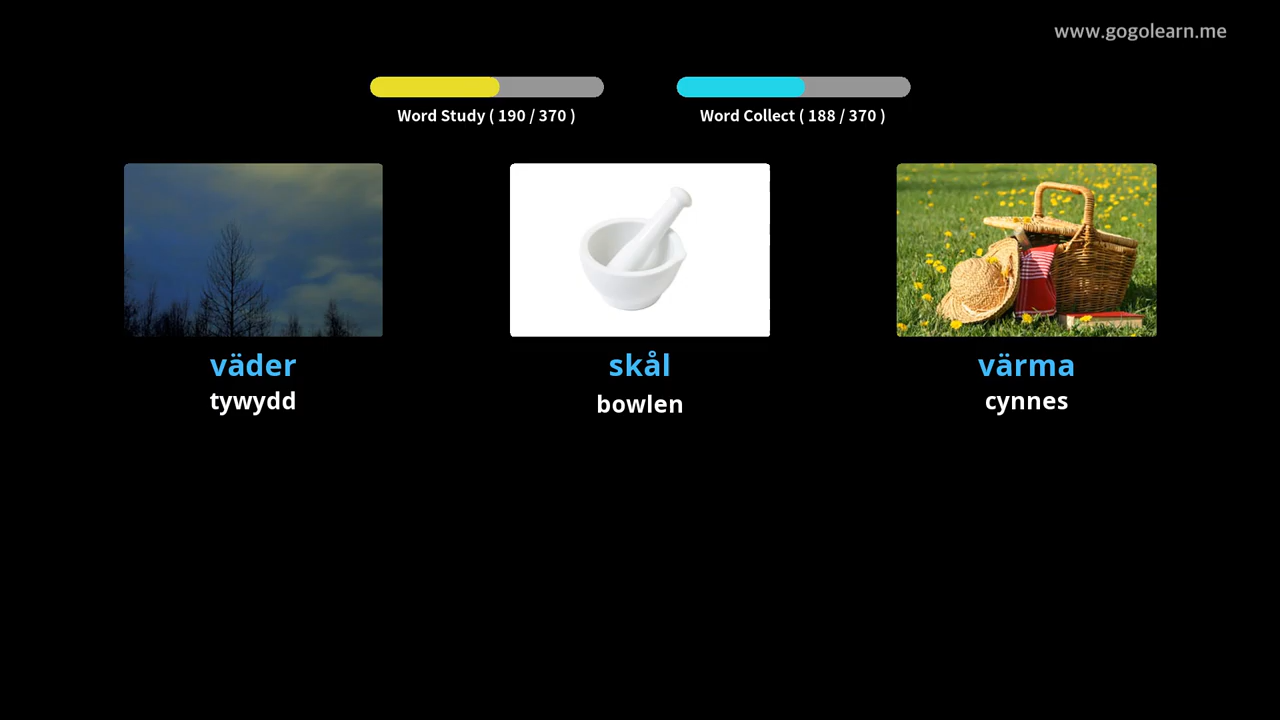 www.gogolearn.me
Word Study ( 190 / 370 )
Word Collect ( 188 / 370 )
väder
skål
värma
tywydd
bowlen
cynnes